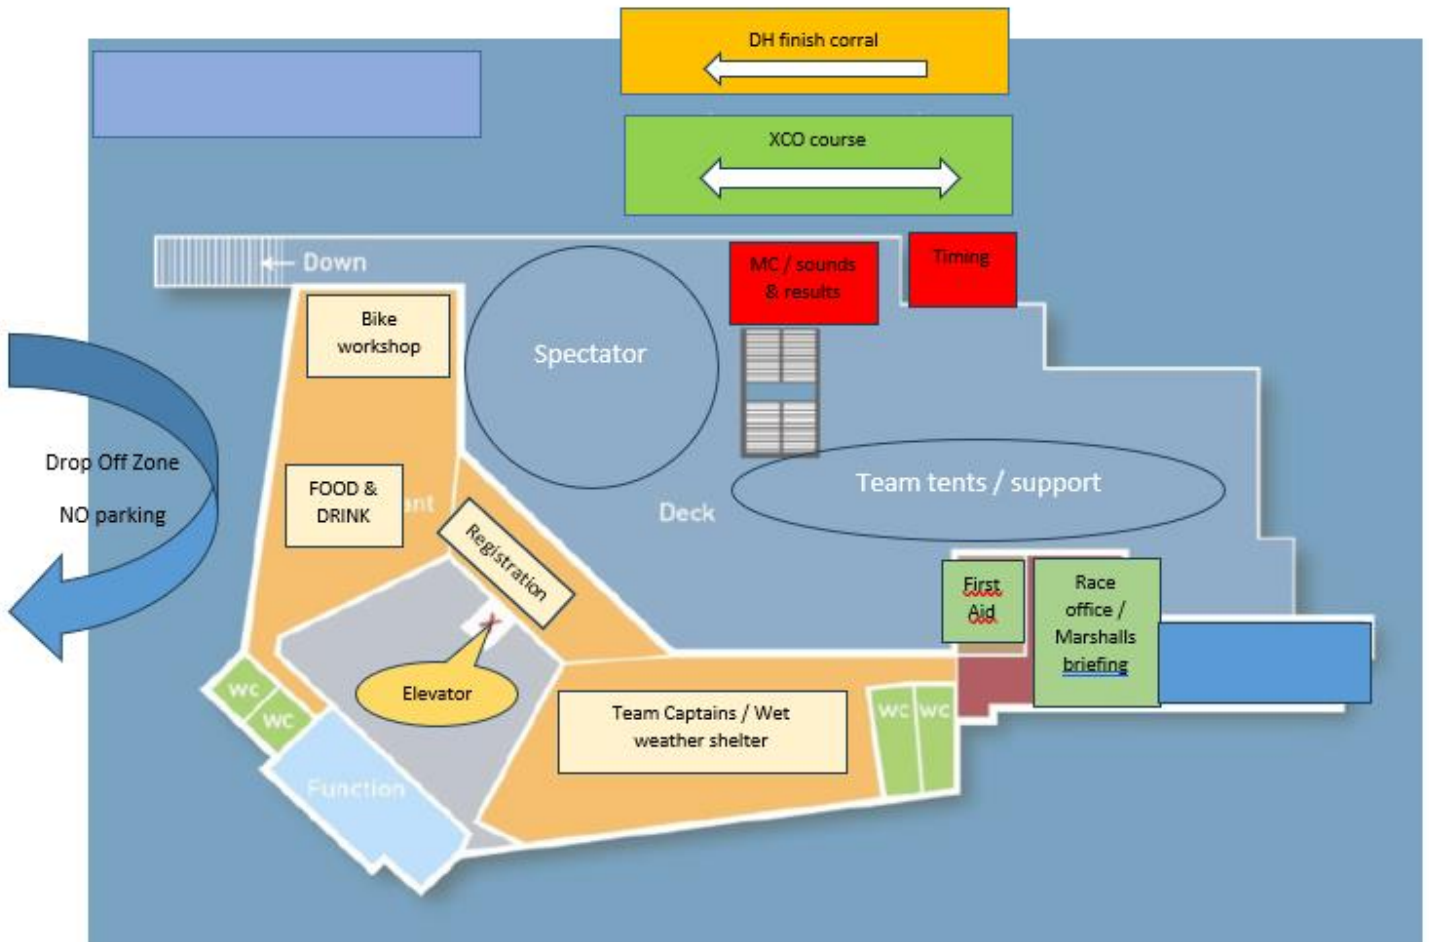 DH finish corral
XCO course
MC / sounds
& results
Timing
← Down
Bike
workshop
Spectator
Drop Off Zone
NO parking
FOOD &
DRINK
ant
Registration
Deck
Team tents / support
First
Aid
Race
office /
Marshalls
briefing
WC
WC
Elevator
Team Captains / Wet
weather shelter
WC WC
Function